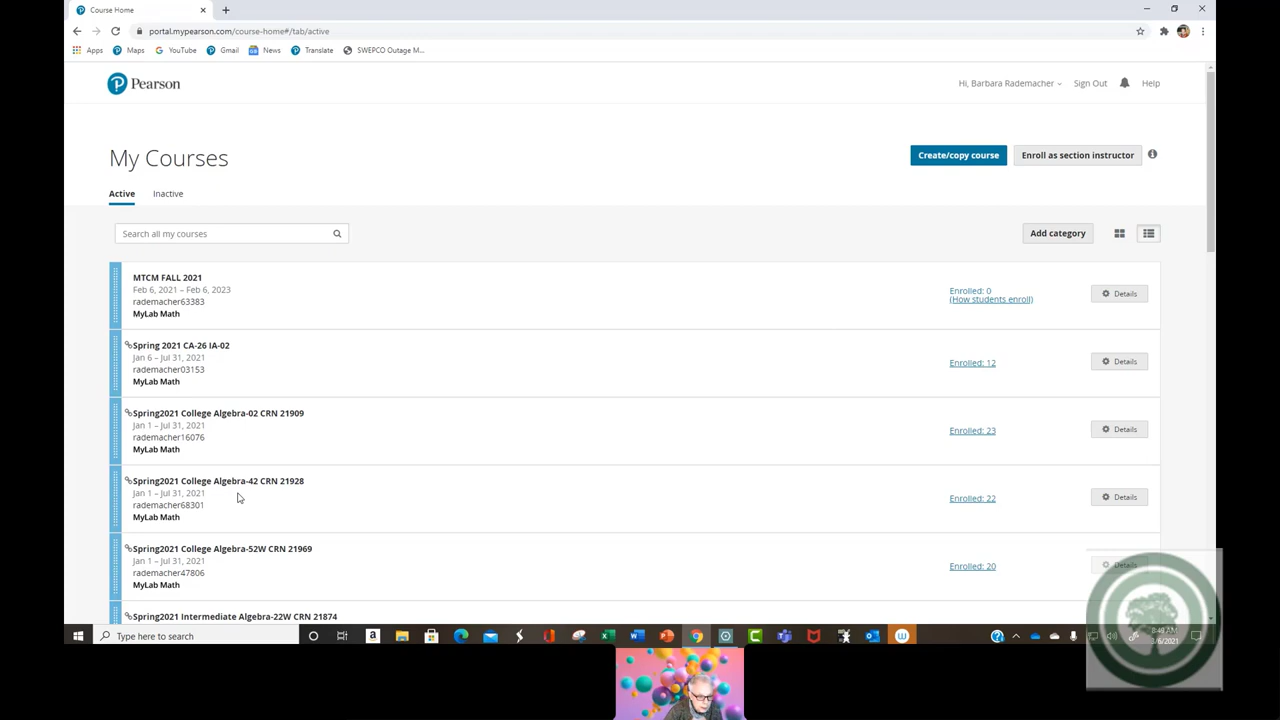 Course Home
portal.mypearson.com/course-home#/tab/active
Apps Maps YouTube Gmail News Translate SWEPCO Outage M...
Pearson
Hi, Barbara Rademacher Sign Out Help
My Courses
Create/copy course Enroll as section instructor
Active Inactive
Search all my courses
Add category
MTCM FALL 2021
Feb 6, 2021 – Feb 6, 2023
rademacher63383
MyLab Math
Enrolled: 0
(How students enroll)
Details
Spring 2021 CA-26 IA-02
Jan 6 – Jul 31, 2021
rademacher03153
MyLab Math
Enrolled: 12
Details
Spring2021 College Algebra-02 CRN 21909
Jan 1 – Jul 31, 2021
rademacher16076
MyLab Math
Enrolled: 23
Details
Spring2021 College Algebra-42 CRN 21928
Jan 1 – Jul 31, 2021
rademacher68301
MyLab Math
Enrolled: 22
Details
Spring2021 College Algebra-52W CRN 21969
Jan 1 – Jul 31, 2021
rademacher47806
MyLab Math
Enrolled: 20
Details
Spring2021 Intermediate Algebra-22W CRN 21874
Type here to search
8:49 AM